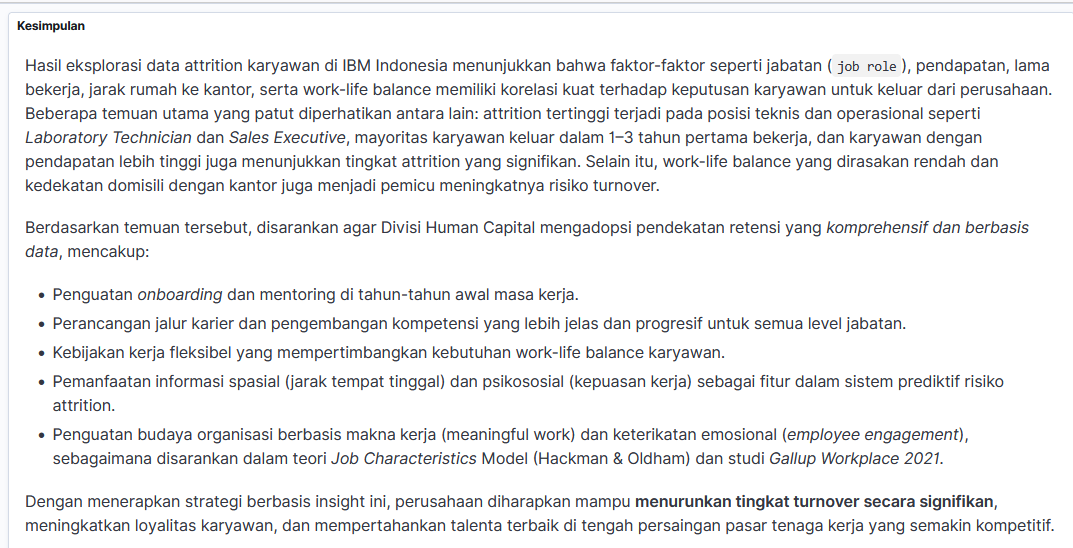 Kesimpulan
Hasil eksplorasi data attrition karyawan di IBM Indonesia menunjukkan bahwa faktor-faktor seperti jabatan ( job role ), pendapatan, lama
bekerja, jarak rumah ke kantor, serta work-life balance memiliki korelasi kuat terhadap keputusan karyawan untuk keluar dari perusahaan.
Beberapa temuan utama yang patut diperhatikan antara lain: attrition tertinggi terjadi pada posisi teknis dan operasional seperti
Laboratory Technician dan Sales Executive, mayoritas karyawan keluar dalam 1–3 tahun pertama bekerja, dan karyawan dengan
pendapatan lebih tinggi juga menunjukkan tingkat attrition yang signifikan. Selain itu, work-life balance yang dirasakan rendah dan
kedekatan domisili dengan kantor juga menjadi pemicu meningkatnya risiko turnover.
Berdasarkan temuan tersebut, disarankan agar Divisi Human Capital mengadopsi pendekatan retensi yang komprehensif dan berbasis
data, mencakup:
• Penguatan onboarding dan mentoring di tahun-tahun awal masa kerja.
• Perancangan jalur karier dan pengembangan kompetensi yang lebih jelas dan progresif untuk semua level jabatan.
• Kebijakan kerja fleksibel yang mempertimbangkan kebutuhan work-life balance karyawan.
• Pemanfaatan informasi spasial (jarak tempat tinggal) dan psikososial (kepuasan kerja) sebagai fitur dalam sistem prediktif risiko
attrition.
• Penguatan budaya organisasi berbasis makna kerja (meaningful work) dan keterikatan emosional (employee engagement),
sebagaimana disarankan dalam teori Job Characteristics Model (Hackman & Oldham) dan studi Gallup Workplace 2021.
Dengan menerapkan strategi berbasis insight ini, perusahaan diharapkan mampu menurunkan tingkat turnover secara signifikan,
meningkatkan loyalitas karyawan, dan mempertahankan talenta terbaik di tengah persaingan pasar tenaga kerja yang semakin kompetitif.